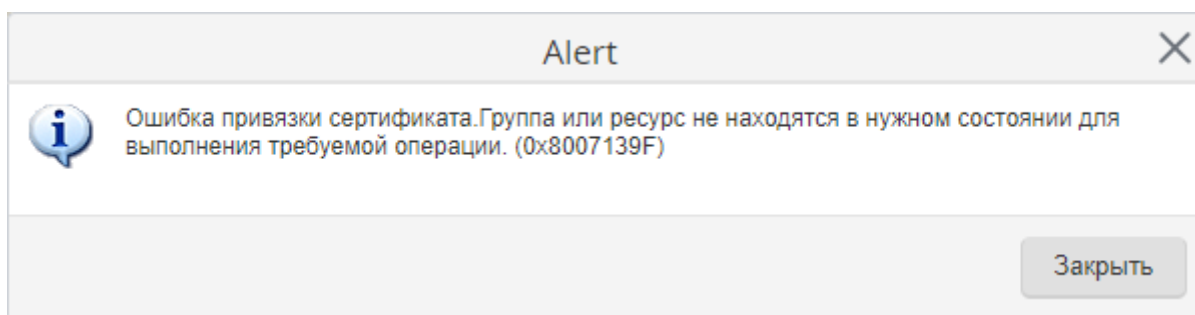 Alert
Ошибка привязки сертификата.Группа или ресурс не находятся в нужном состоянии для
выполнения требуемой операции. (0x8007139F)
Закрыть